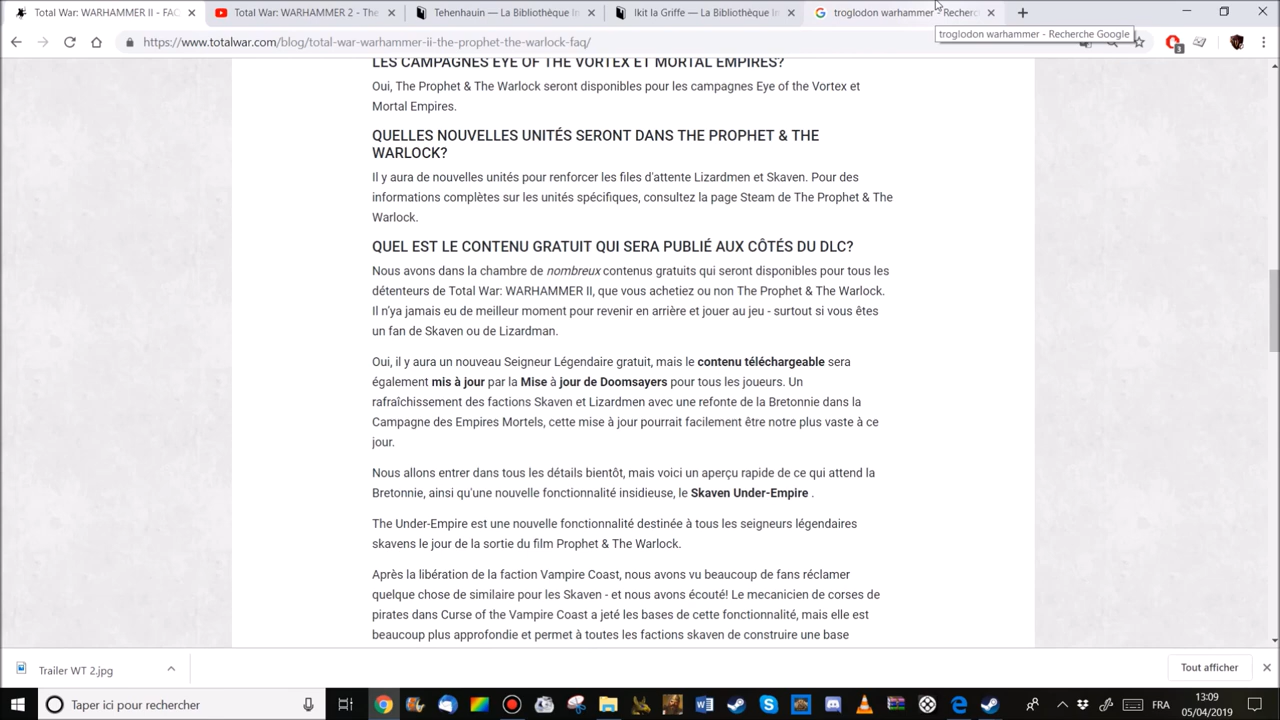 Total War: WARHAMMER II - FAQ
Total War: WARHAMMER 2 - The
Tehenhauin — La Bibliothèque In
Ikit la Griffe — La Bibliothèque In
troglodon warhammer - Recherc
https://www.totalwar.com/blog/total-war-warhammer-ii-the-prophet-the-warlock-faq/
troglodon warhammer - Recherche Google
3
LES CAMPAGNES EYE OF THE VORTEX ET MORTAL EMPIRES?
Oui, The Prophet & The Warlock seront disponibles pour les campagnes Eye of the Vortex et
Mortal Empires.
QUELLES NOUVELLES UNITÉS SERONT DANS THE PROPHET & THE
WARLOCK?
Il y aura de nouvelles unités pour renforcer les files d'attente Lizardmen et Skaven. Pour des
informations complètes sur les unités spécifiques, consultez la page Steam de The Prophet & The
Warlock.
QUEL EST LE CONTENU GRATUIT QUI SERA PUBLIÉ AUX CÔTÉS DU DLC?
Nous avons dans la chambre de nombreux contenus gratuits qui seront disponibles pour tous les
détenteurs de Total War: WARHAMMER II, que vous achetiez ou non The Prophet & The Warlock.
Il n'ya jamais eu de meilleur moment pour revenir en arrière et jouer au jeu - surtout si vous êtes
un fan de Skaven ou de Lizardman.
Oui, il y aura un nouveau Seigneur Légendaire gratuit, mais le contenu téléchargeable sera
également mis à jour par la Mise à jour de Doomsayers pour tous les joueurs. Un
rafraîchissement des factions Skaven et Lizardmen avec une refonte de la Bretonnie dans la
Campagne des Empires Mortels, cette mise à jour pourrait facilement être notre plus vaste à ce
jour.
Nous allons entrer dans tous les détails bientôt, mais voici un aperçu rapide de ce qui attend la
Bretonnie, ainsi qu'une nouvelle fonctionnalité insidieuse, le Skaven Under-Empire .
The Under-Empire est une nouvelle fonctionnalité destinée à tous les seigneurs légendaires
skavens le jour de la sortie du film Prophet & The Warlock.
Après la libération de la faction Vampire Coast, nous avons vu beaucoup de fans réclamer
quelque chose de similaire pour les Skaven - et nous avons écouté! Le mecanicien de corses de
pirates dans Curse of the Vampire Coast a jeté les bases de cette fonctionnalité, mais elle est
beaucoup plus approfondie et permet à toutes les factions skaven de construire une base
Trailer WT 2.jpg
Tout afficher
Taper ici pour rechercher
FRA
13:09
05/04/2019